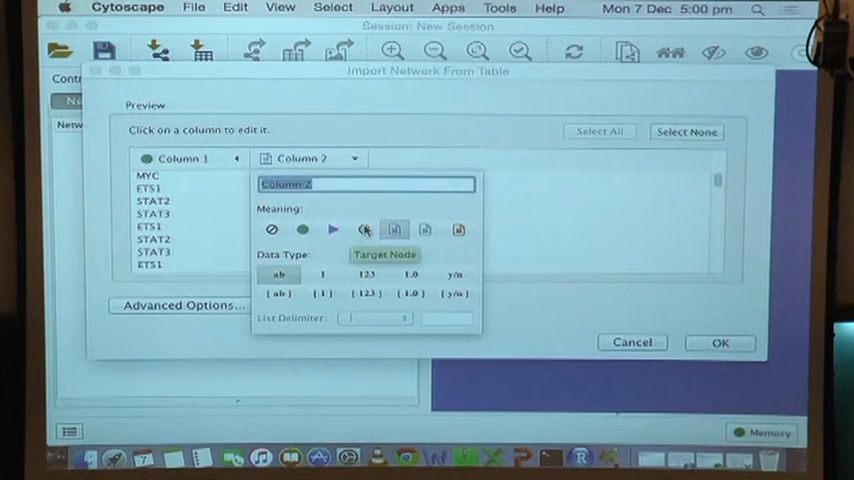 Cytoscape File Edit View Select Layout Apps Tools Help Mon 7 Dec 5:00 pm
Session: New Session
Import Network From Table
Contr
Ne
Netw
Preview
Click on a column to edit it.
Select All
Select None
Column 1
Column 2
MYC
ETS1
STAT2
STAT3
ETS1
STAT2
STAT3
ETS1
Column 2
Meaning:
Data Type:
Target Node
ab 1 123 1.0 y/n
[ ab ] [ 1 ] [ 123 ] [ 1.0 ] [ y/n ]
List Delimiter: |
Advanced Options...
Cancel
OK
Memory